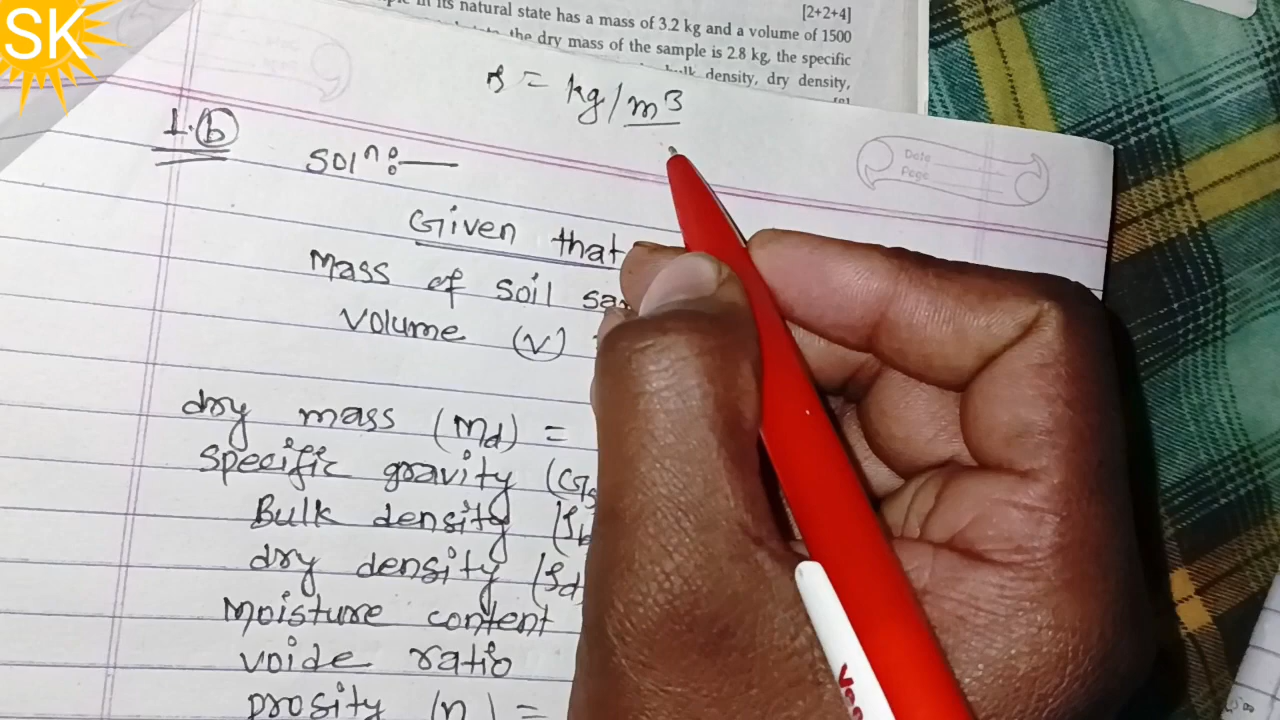 SK
[2+2+4]
in its natural state has a mass of 3.2 kg and a volume of 1500
the dry mass of the sample is 2.8 kg, the specific
density, dry density,
= kg/m3
1.(b)
Soln:—
Given that
Mass of soil sa
Volume (V)
dry mass (Md) =
Specific gravity (Gs
Bulk density (ρb
dry density (ρd
Moisture content
voide ratio
prosity (n) =
Date
Page